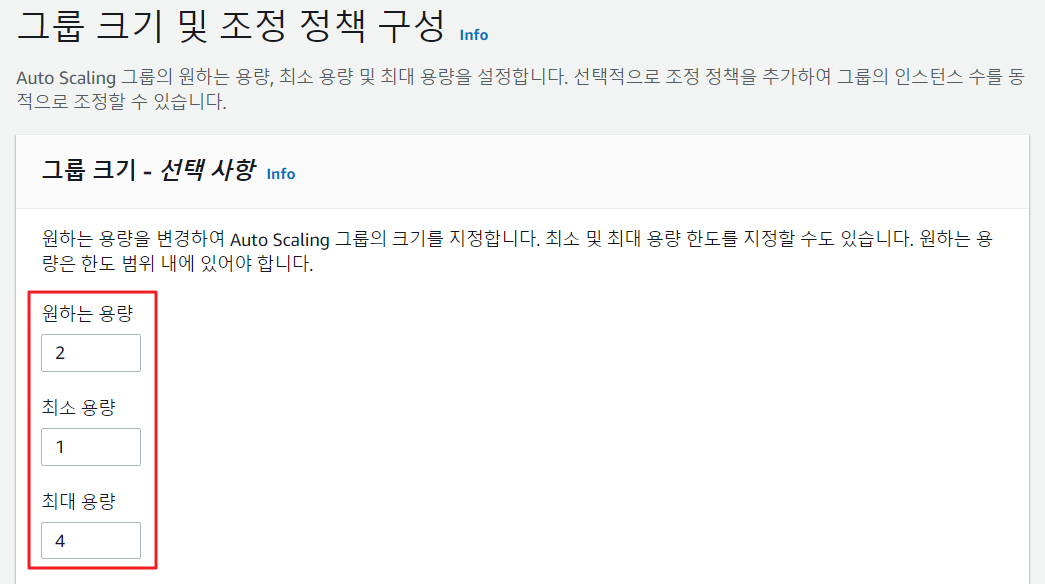 그룹 크기 및 조정 정책 구성 Info
Auto Scaling 그룹의 원하는 용량, 최소 용량 및 최대 용량을 설정합니다. 선택적으로 조정 정책을 추가하여 그룹의 인스턴스 수를 동
적으로 조정할 수 있습니다.
그룹 크기 - 선택 사항 Info
원하는 용량을 변경하여 Auto Scaling 그룹의 크기를 지정합니다. 최소 및 최대 용량 한도를 지정할 수도 있습니다. 원하는 용
량은 한도 범위 내에 있어야 합니다.
원하는 용량
2
최소 용량
1
최대 용량
4